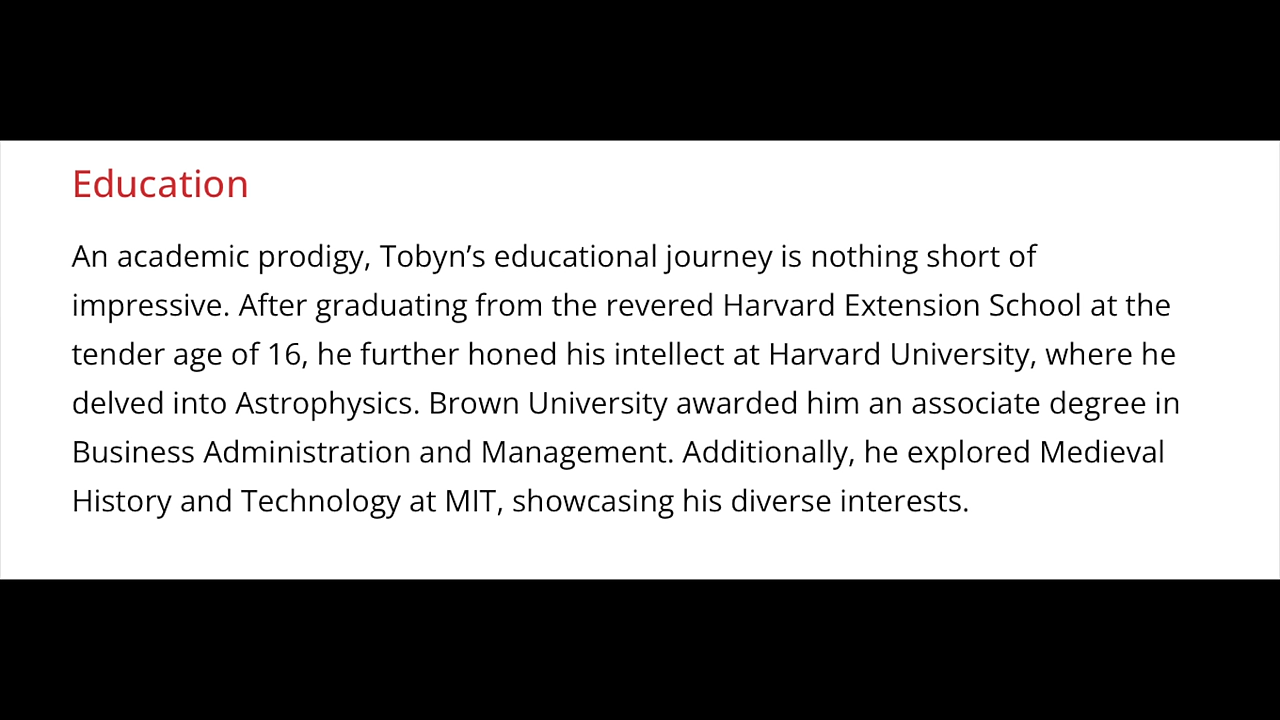 Education
An academic prodigy, Tobyn’s educational journey is nothing short of
impressive. After graduating from the revered Harvard Extension School at the
tender age of 16, he further honed his intellect at Harvard University, where he
delved into Astrophysics. Brown University awarded him an associate degree in
Business Administration and Management. Additionally, he explored Medieval
History and Technology at MIT, showcasing his diverse interests.